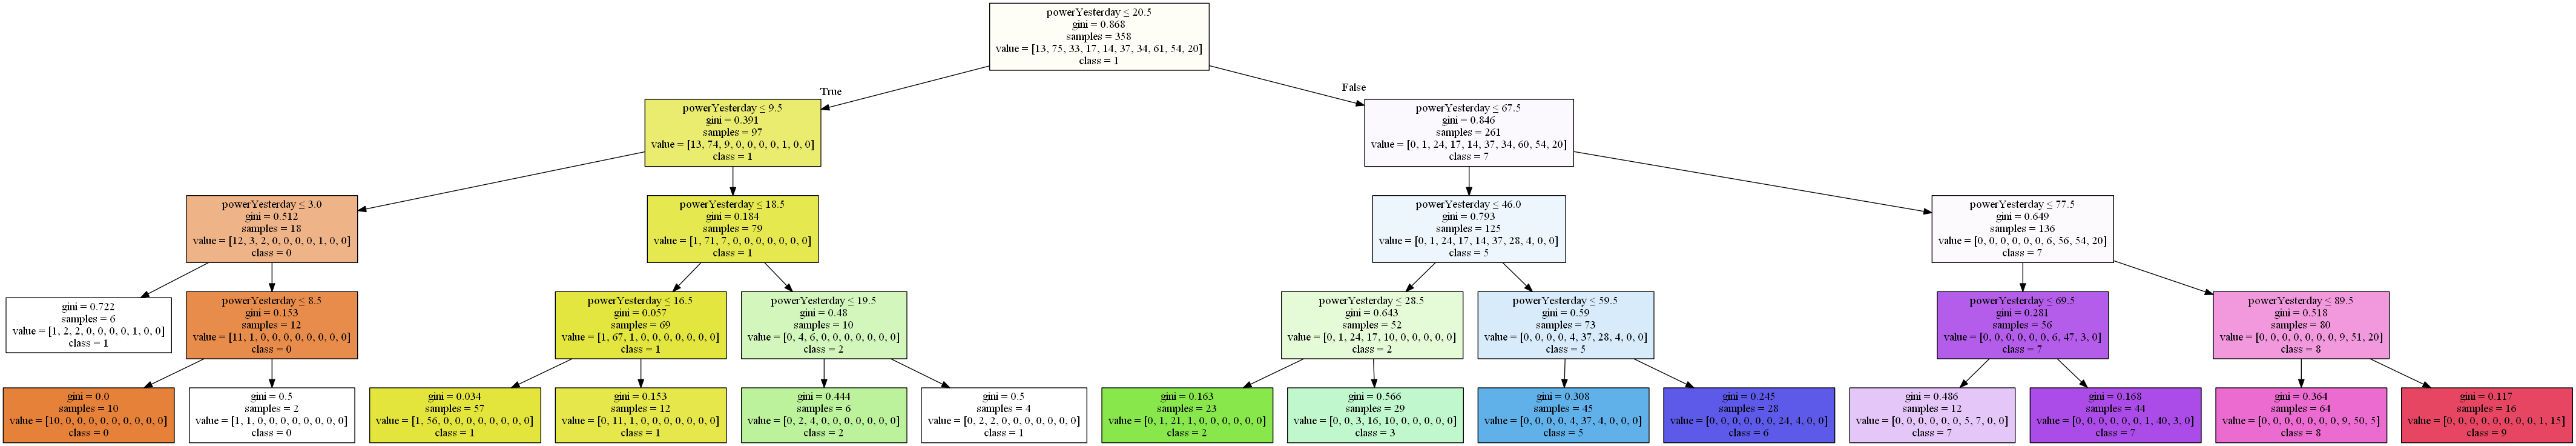 powerYesterday ≤ 20.5
gini = 0.868
samples = 358
value = [13, 75, 33, 17, 14, 37, 34, 61, 54, 20]
class = 1
True
False
powerYesterday ≤ 9.5
gini = 0.391
samples = 97
value = [13, 74, 9, 0, 0, 0, 0, 1, 0, 0]
class = 1
powerYesterday ≤ 67.5
gini = 0.846
samples = 261
value = [0, 1, 24, 17, 14, 37, 34, 60, 54, 20]
class = 7
powerYesterday ≤ 3.0
gini = 0.512
samples = 18
value = [12, 3, 2, 0, 0, 0, 0, 1, 0, 0]
class = 0
powerYesterday ≤ 18.5
gini = 0.184
samples = 79
value = [1, 71, 7, 0, 0, 0, 0, 0, 0, 0]
class = 1
powerYesterday ≤ 46.0
gini = 0.793
samples = 125
value = [0, 1, 24, 17, 14, 37, 28, 4, 0, 0]
class = 5
powerYesterday ≤ 77.5
gini = 0.649
samples = 136
value = [0, 0, 0, 0, 0, 0, 6, 56, 54, 20]
class = 7
gini = 0.722
samples = 6
value = [1, 2, 2, 0, 0, 0, 0, 1, 0, 0]
class = 1
powerYesterday ≤ 8.5
gini = 0.153
samples = 12
value = [11, 1, 0, 0, 0, 0, 0, 0, 0, 0]
class = 0
powerYesterday ≤ 16.5
gini = 0.057
samples = 69
value = [1, 67, 1, 0, 0, 0, 0, 0, 0, 0]
class = 1
powerYesterday ≤ 19.5
gini = 0.48
samples = 10
value = [0, 4, 6, 0, 0, 0, 0, 0, 0, 0]
class = 2
powerYesterday ≤ 28.5
gini = 0.643
samples = 52
value = [0, 1, 24, 17, 10, 0, 0, 0, 0, 0]
class = 2
powerYesterday ≤ 59.5
gini = 0.59
samples = 73
value = [0, 0, 0, 0, 4, 37, 28, 4, 0, 0]
class = 5
powerYesterday ≤ 69.5
gini = 0.281
samples = 56
value = [0, 0, 0, 0, 0, 0, 6, 47, 3, 0]
class = 7
powerYesterday ≤ 89.5
gini = 0.518
samples = 80
value = [0, 0, 0, 0, 0, 0, 0, 9, 51, 20]
class = 8
gini = 0.0
samples = 10
value = [10, 0, 0, 0, 0, 0, 0, 0, 0, 0]
class = 0
gini = 0.5
samples = 2
value = [1, 1, 0, 0, 0, 0, 0, 0, 0, 0]
class = 0
gini = 0.034
samples = 57
value = [1, 56, 0, 0, 0, 0, 0, 0, 0, 0]
class = 1
gini = 0.153
samples = 12
value = [0, 11, 1, 0, 0, 0, 0, 0, 0, 0]
class = 1
gini = 0.444
samples = 6
value = [0, 2, 4, 0, 0, 0, 0, 0, 0, 0]
class = 2
gini = 0.5
samples = 4
value = [0, 2, 2, 0, 0, 0, 0, 0, 0, 0]
class = 1
gini = 0.163
samples = 23
value = [0, 1, 21, 1, 0, 0, 0, 0, 0, 0]
class = 2
gini = 0.566
samples = 29
value = [0, 0, 3, 16, 10, 0, 0, 0, 0, 0]
class = 3
gini = 0.308
samples = 45
value = [0, 0, 0, 0, 4, 37, 4, 0, 0, 0]
class = 5
gini = 0.245
samples = 28
value = [0, 0, 0, 0, 0, 0, 24, 4, 0, 0]
class = 6
gini = 0.486
samples = 12
value = [0, 0, 0, 0, 0, 0, 5, 7, 0, 0]
class = 7
gini = 0.168
samples = 44
value = [0, 0, 0, 0, 0, 0, 1, 40, 3, 0]
class = 7
gini = 0.364
samples = 64
value = [0, 0, 0, 0, 0, 0, 0, 9, 50, 5]
class = 8
gini = 0.117
samples = 16
value = [0, 0, 0, 0, 0, 0, 0, 0, 1, 15]
class = 9